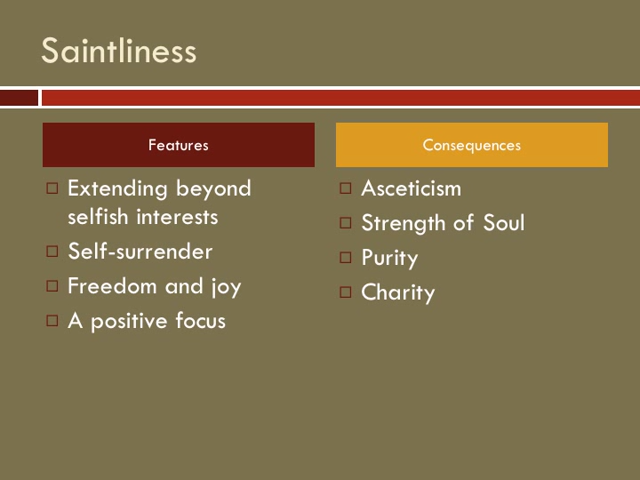 Saintliness
Features
Extending beyond
selfish interests
Self-surrender
Freedom and joy
A positive focus
Consequences
Asceticism
Strength of Soul
Purity
Charity